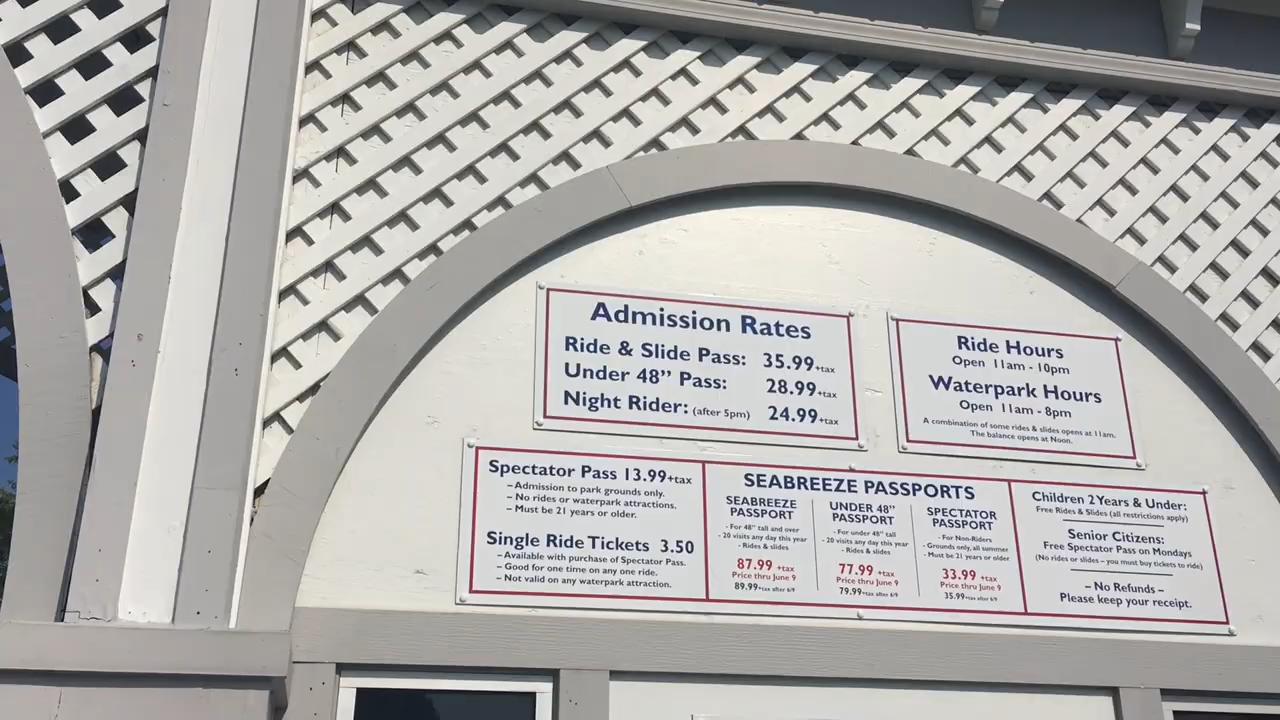 Admission Rates
Ride & Slide Pass: 35.99+tax
Under 48” Pass: 28.99+tax
Night Rider: (after 5pm) 24.99+tax
Ride Hours
Open 11am - 10pm
Waterpark Hours
Open 11am - 8pm
A combination of some rides & slides opens at 11am.
The balance opens at Noon.
Spectator Pass 13.99+tax
– Admission to park grounds only.
– No rides or waterpark attractions.
– Must be 21 years or older.
Single Ride Tickets 3.50
– Available with purchase of Spectator Pass.
– Good for one time on any one ride.
– Not valid on any waterpark attraction.
SEABREEZE PASSPORTS
SEABREEZE
PASSPORT
- For 48” tall and over
- 20 visits any day this year
- Rides & slides
87.99 +tax
Price thru June 9
89.99+tax after 6/9
UNDER 48”
PASSPORT
- For under 48” tall
- 20 visits any day this year
- Rides & slides
77.99 +tax
Price thru June 9
79.99+tax after 6/9
SPECTATOR
PASSPORT
- For Non-Riders
- Grounds only, all summer
- Must be 21 years or older
33.99 +tax
Price thru June 9
35.99+tax after 6/9
Children 2 Years & Under:
Free Rides & Slides (all restrictions apply)
Senior Citizens:
Free Spectator Pass on Mondays
(No rides or slides – you must buy tickets to ride)
– No Refunds –
Please keep your receipt.